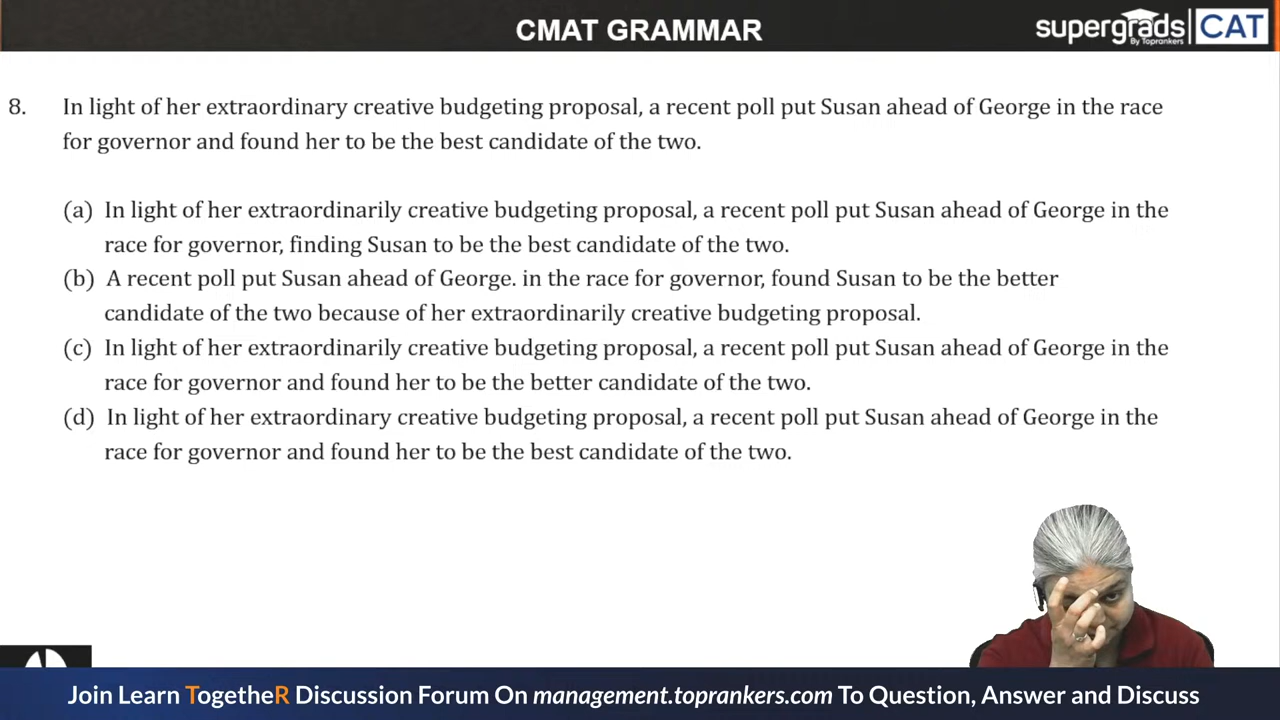 CMAT GRAMMAR
supergrads
By Toprankers
CAT
8. In light of her extraordinary creative budgeting proposal, a recent poll put Susan ahead of George in the race
for governor and found her to be the best candidate of the two.
(a) In light of her extraordinarily creative budgeting proposal, a recent poll put Susan ahead of George in the
race for governor, finding Susan to be the best candidate of the two.
(b) A recent poll put Susan ahead of George. in the race for governor, found Susan to be the better
candidate of the two because of her extraordinarily creative budgeting proposal.
(c) In light of her extraordinarily creative budgeting proposal, a recent poll put Susan ahead of George in the
race for governor and found her to be the better candidate of the two.
(d) In light of her extraordinary creative budgeting proposal, a recent poll put Susan ahead of George in the
race for governor and found her to be the best candidate of the two.
Join Learn TogetheR Discussion Forum On management.toprankers.com To Question, Answer and Discuss